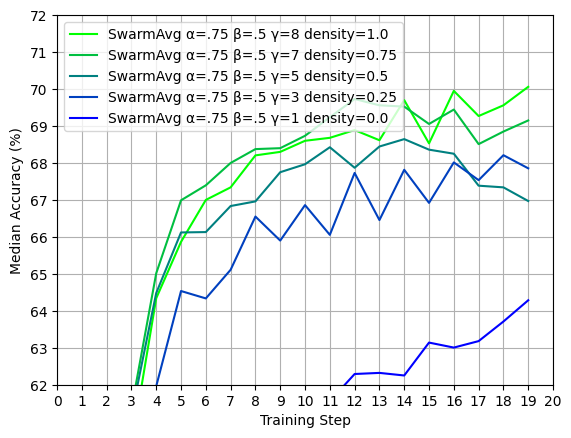 72
71
70
69
68
67
66
65
64
63
62
Median Accuracy (%)
SwarmAvg α=.75 β=.5 γ=8 density=1.0
SwarmAvg α=.75 β=.5 γ=7 density=0.75
SwarmAvg α=.75 β=.5 γ=5 density=0.5
SwarmAvg α=.75 β=.5 γ=3 density=0.25
SwarmAvg α=.75 β=.5 γ=1 density=0.0
0 1 2 3 4 5 6 7 8 9 10 11 12 13 14 15 16 17 18 19 20
Training Step